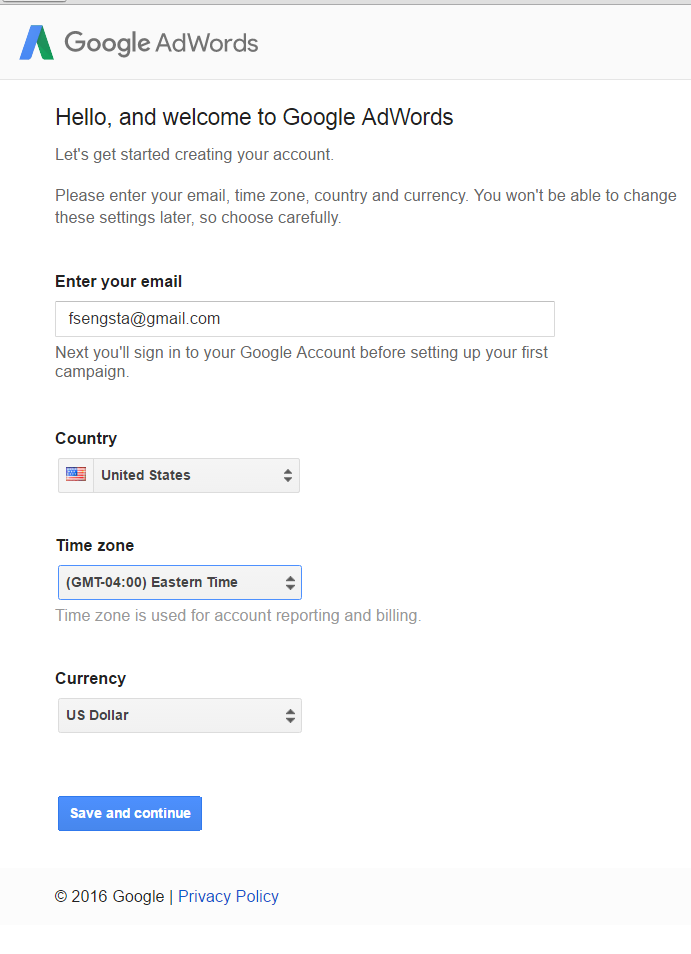 Google AdWords
Hello, and welcome to Google AdWords
Let's get started creating your account.
Please enter your email, time zone, country and currency. You won't be able to change
these settings later, so choose carefully.
Enter your email
fsengsta@gmail.com
Next you'll sign in to your Google Account before setting up your first
campaign.
Country
United States
Time zone
(GMT-04:00) Eastern Time
Time zone is used for account reporting and billing.
Currency
US Dollar
Save and continue
© 2016 Google | Privacy Policy